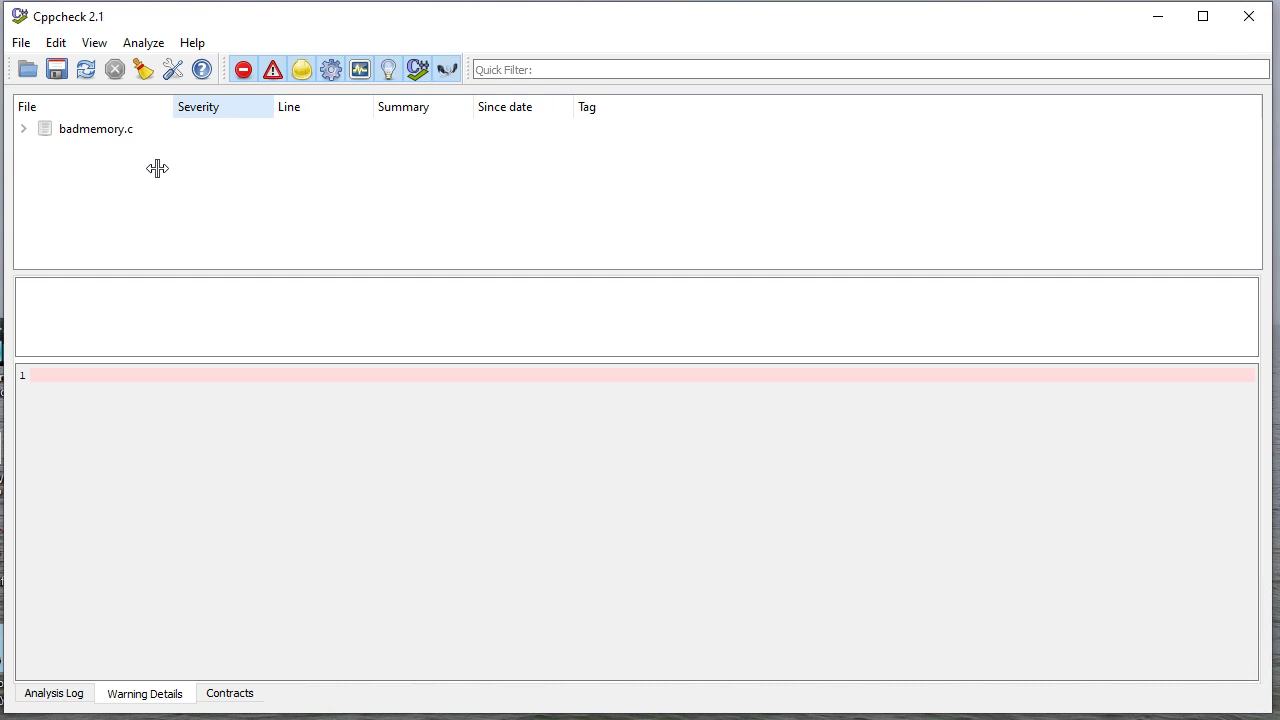 Cppcheck 2.1
File Edit View Analyze Help
Quick Filter:
File Severity Line Summary Since date Tag
badmemory.c
1
Analysis Log Warning Details Contracts